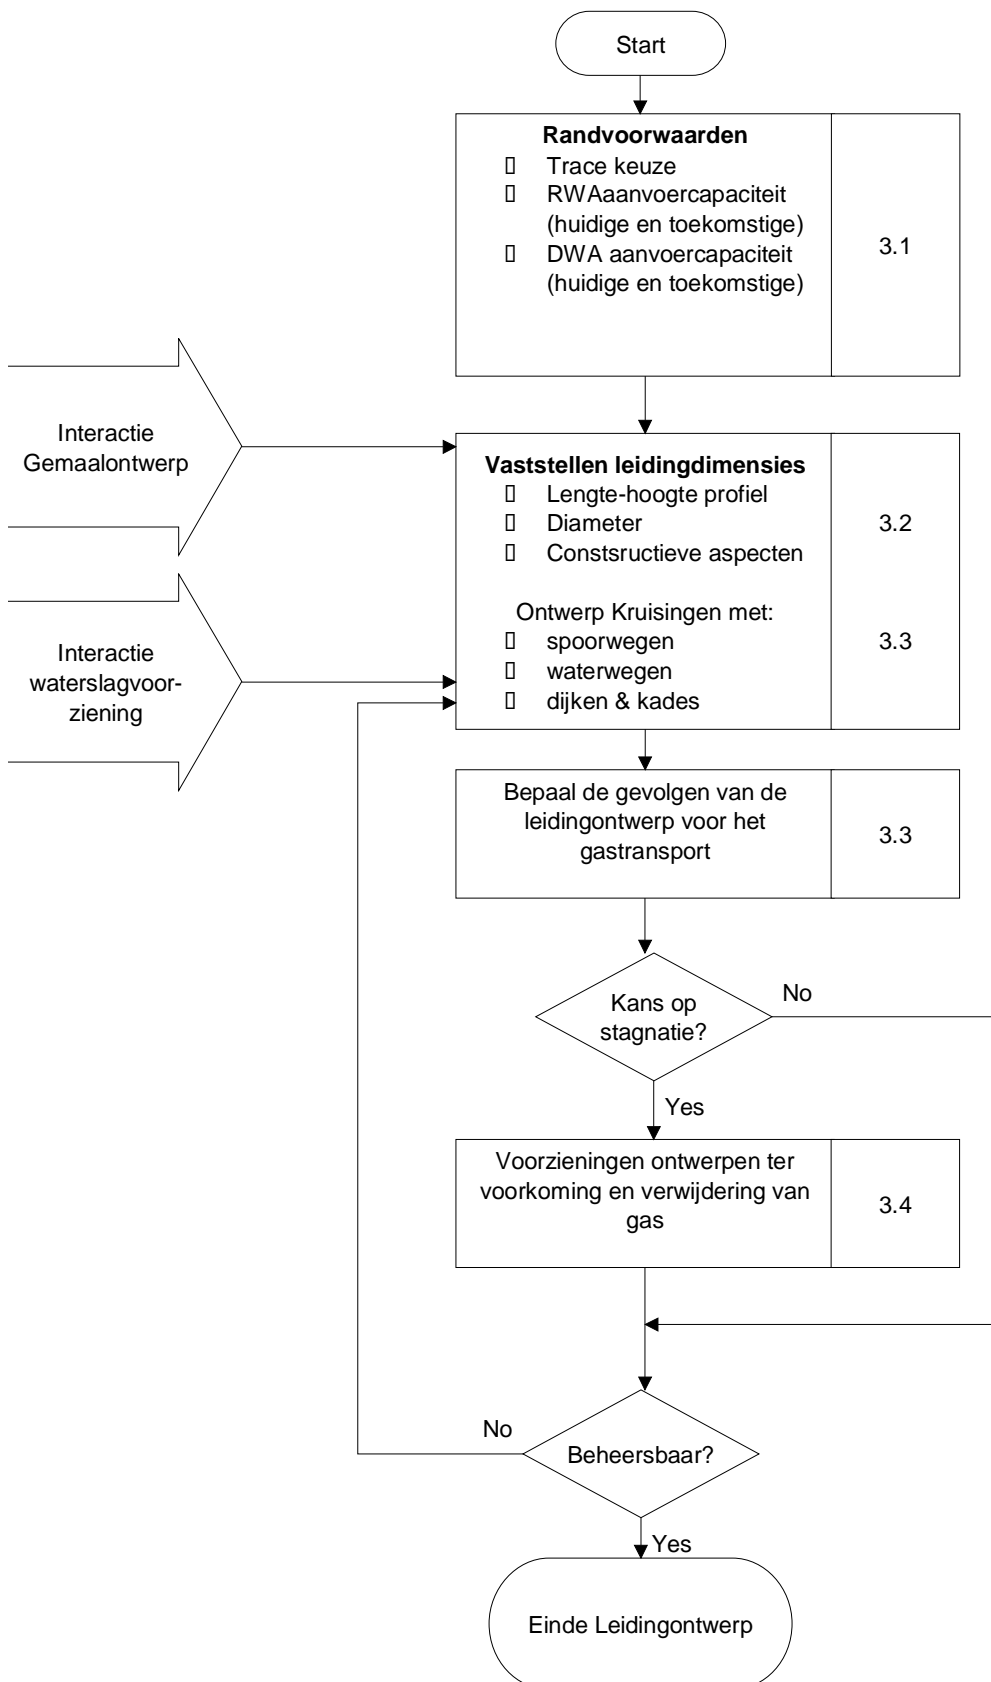 Start
Randvoorwaarden
Trace keuze
RWAaanvoercapaciteit
(huidige en toekomstige)
DWA aanvoercapaciteit
(huidige en toekomstige)
3.1
Interactie
Gemaalontwerp
Vaststellen leidingdimensies
Lengte-hoogte profiel
Diameter
Constsructieve aspecten
3.2
Ontwerp Kruisingen met:
spoorwegen
waterwegen
dijken & kades
3.3
Interactie
waterslagvoor-
ziening
Bepaal de gevolgen van de
leidingontwerp voor het
gastransport
3.3
Kans op
stagnatie?
No
Yes
Voorzieningen ontwerpen ter
voorkoming en verwijdering van
gas
3.4
Beheersbaar?
No
Yes
Einde Leidingontwerp